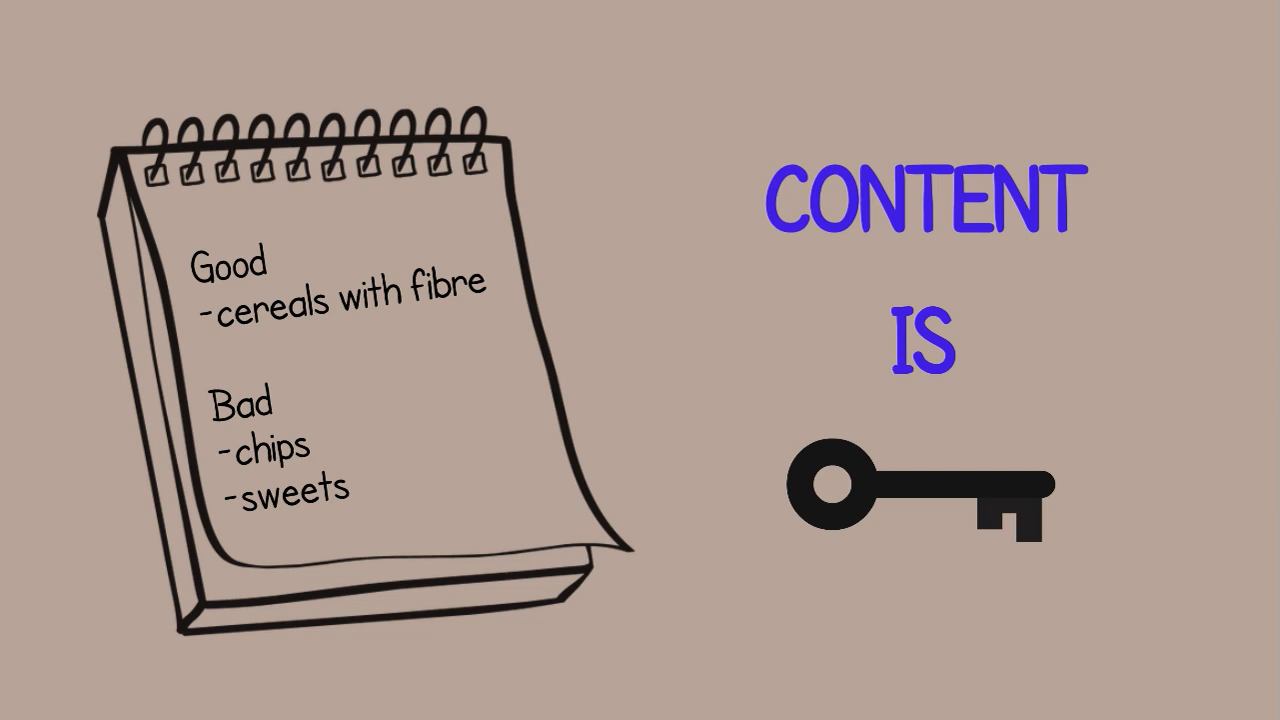 Good
-cereals with fibre
Bad
-chips
-sweets
CONTENT
IS